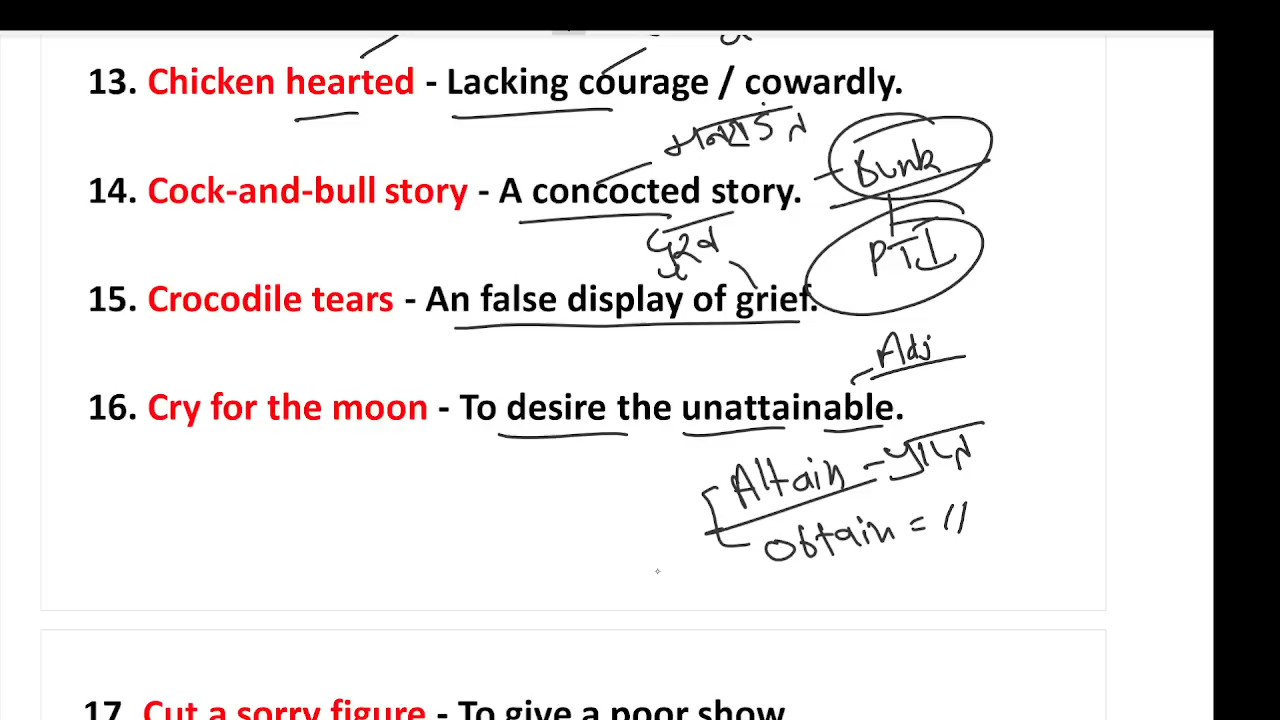 13. Chicken hearted - Lacking courage / cowardly.
Bunk
14. Cock-and-bull story - A concocted story.
PTI
15. Crocodile tears - An false display of grief.
Adj
16. Cry for the moon - To desire the unattainable.
Attain -
Obtain = 11
17. Cut a sorry figure - To give a poor show